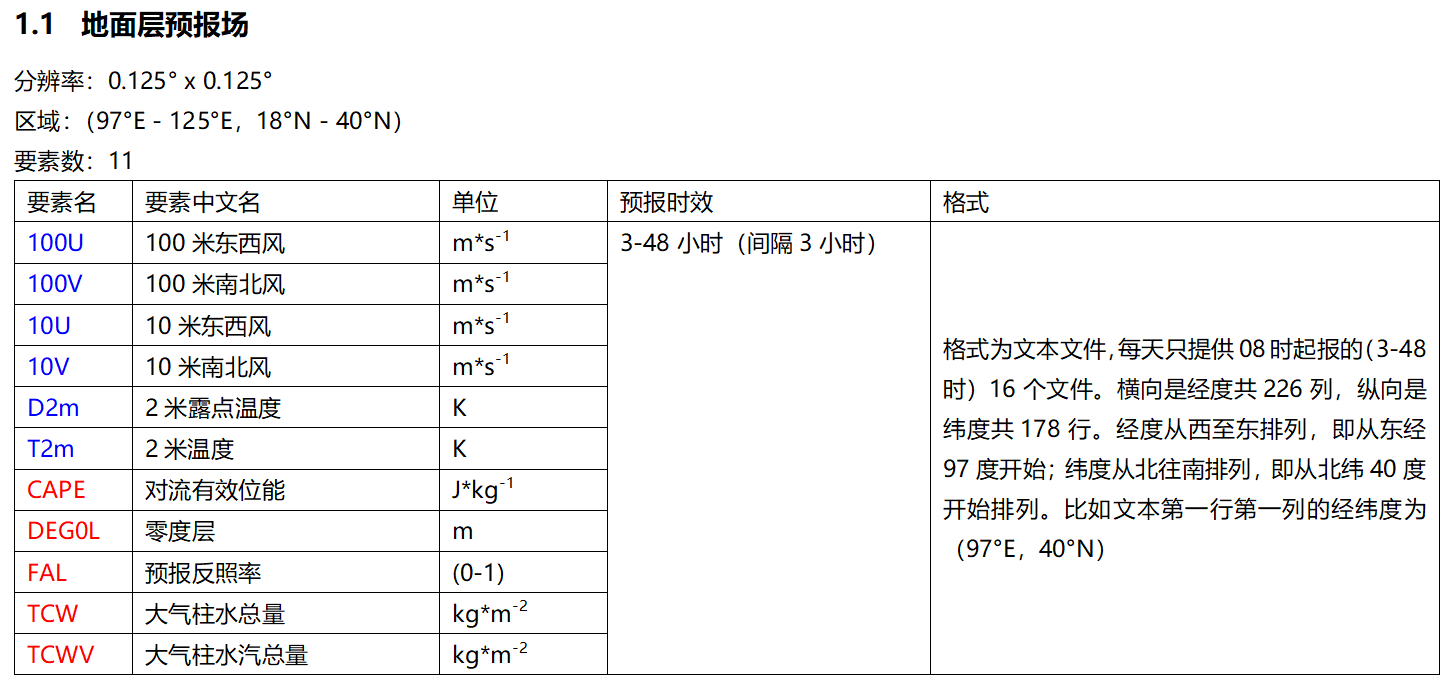 1.1 地面层预报场
分辨率：0.125° x 0.125°
区域：（97°E - 125°E，18°N - 40°N）
要素数：11
要素名 要素中文名 单位 预报时效 格式
100U 100 米东西风 m*s-1 3-48 小时（间隔 3 小时）
100V 100 米南北风 m*s-1
10U 10 米东西风 m*s-1
10V 10 米南北风 m*s-1
D2m 2 米露点温度 K
T2m 2 米温度 K
CAPE 对流有效位能 J*kg-1
DEG0L 零度层 m
FAL 预报反照率 (0-1)
TCW 大气柱水总量 kg*m-2
TCWV 大气柱水汽总量 kg*m-2
格式为文本文件，每天只提供 08 时起报的（3-48
时）16 个文件。横向是经度共 226 列，纵向是
纬度共 178 行。经度从西至东排列，即从东经
97 度开始；纬度从北往南排列，即从北纬 40 度
开始排列。比如文本第一行第一列的经纬度为
（97°E，40°N）